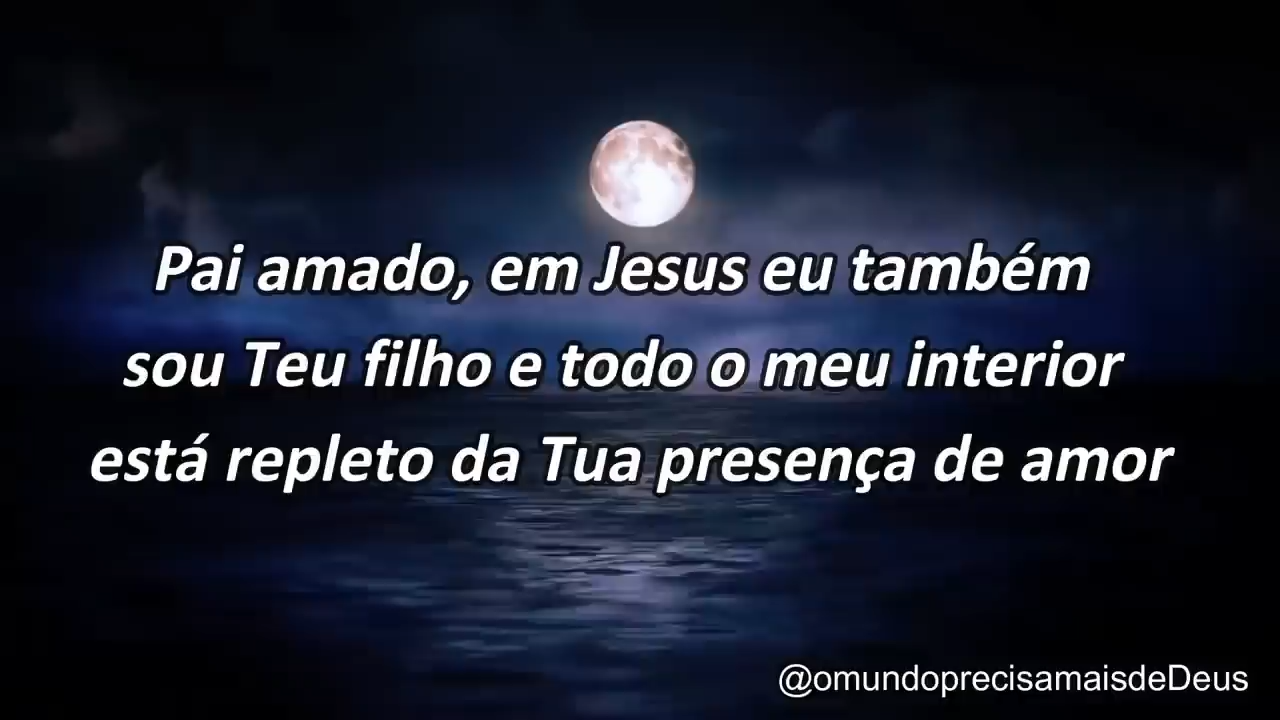 Pai amado, em Jesus eu também
sou Teu filho e todo o meu interior
está repleto da Tua presença de amor
@omundoprecisamaisdeDeus